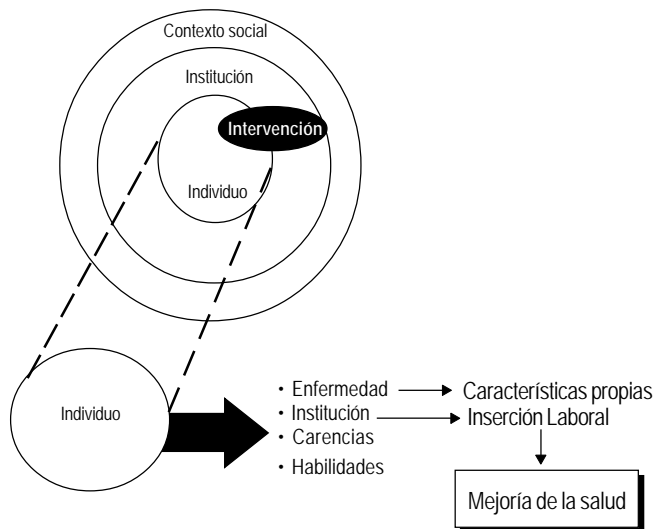 Contexto social
Institución
Intervención
Individuo
Individuo
· Enfermedad
Características propias
· Institución
Inserción Laboral
· Carencias
· Habilidades
Mejoría de la salud